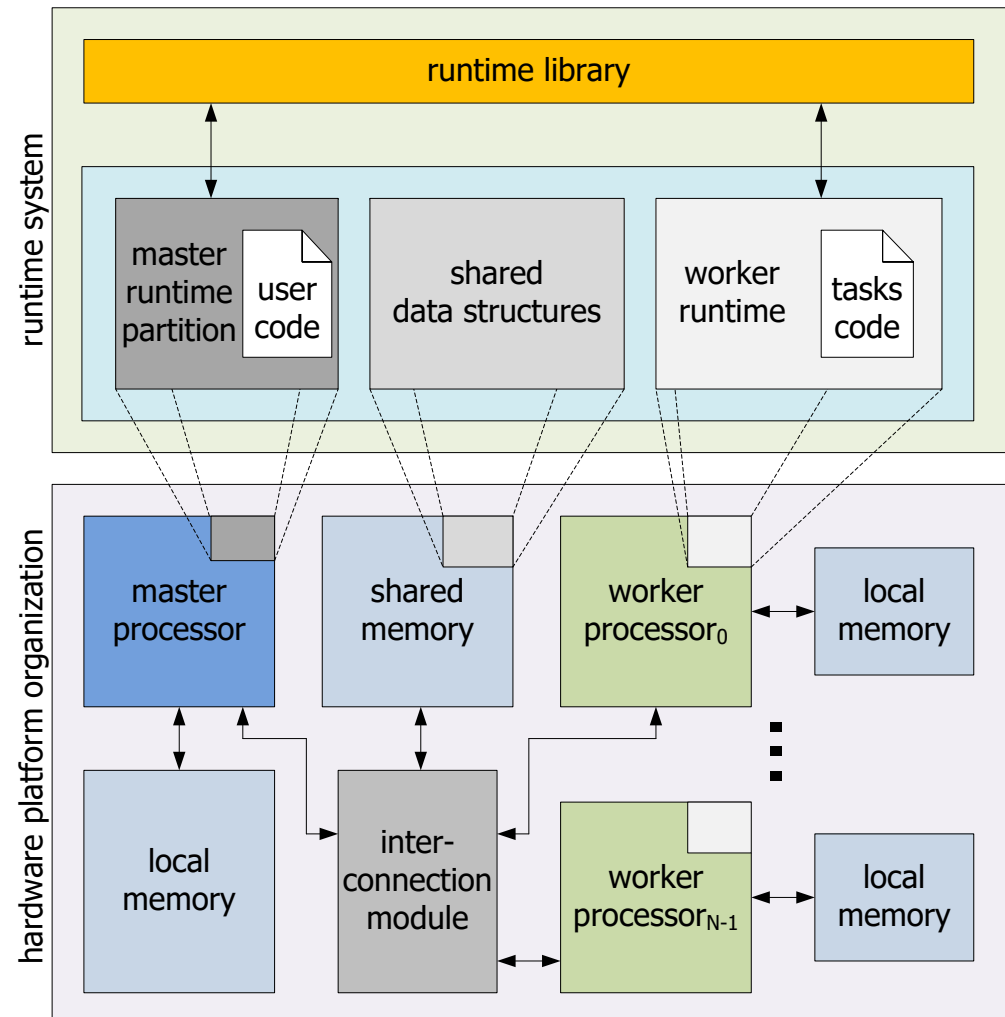 runtime system
runtime library
master
runtime
partition
user
code
shared
data structures
worker
runtime
tasks
code
hardware platform organization
master
processor
shared
memory
worker
processor0
local
memory
local
memory
inter-
connection
module
worker
processorN-1
local
memory